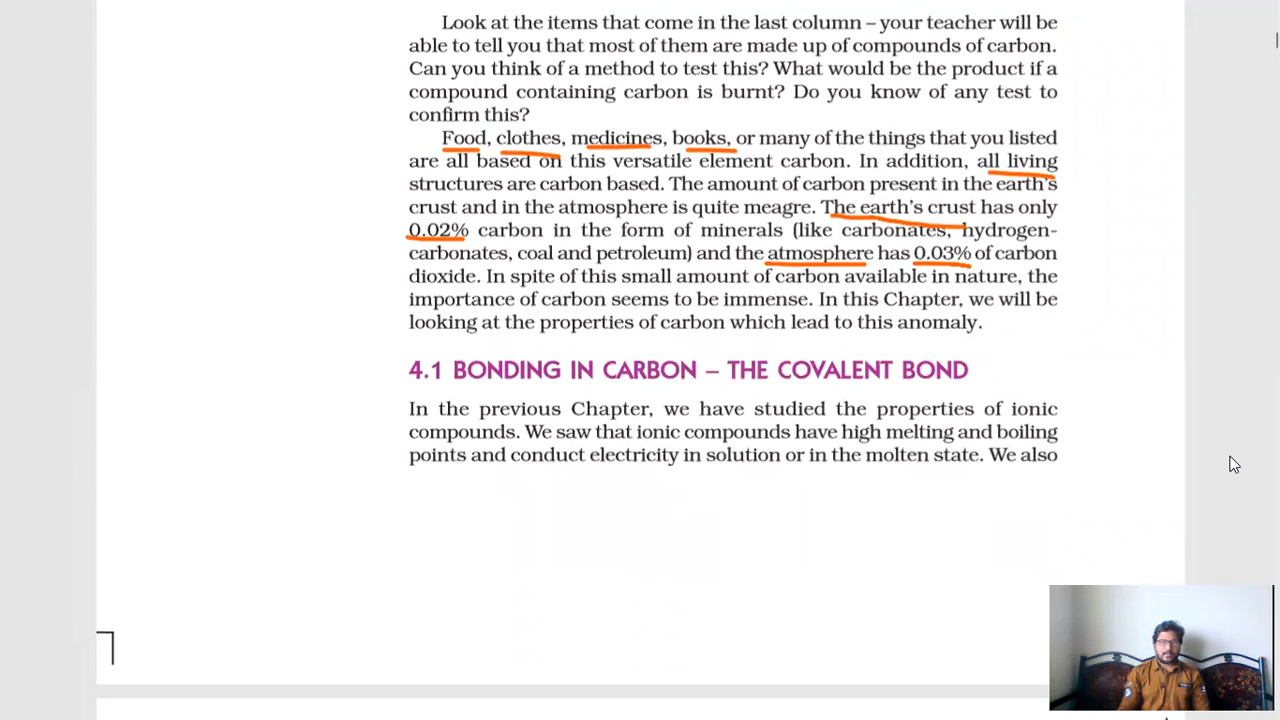 Look at the items that come in the last column – your teacher will be
able to tell you that most of them are made up of compounds of carbon.
Can you think of a method to test this? What would be the product if a
compound containing carbon is burnt? Do you know of any test to
confirm this?
Food, clothes, medicines, books, or many of the things that you listed
are all based on this versatile element carbon. In addition, all living
structures are carbon based. The amount of carbon present in the earth's
crust and in the atmosphere is quite meagre. The earth's crust has only
0.02% carbon in the form of minerals (like carbonates, hydrogen-
carbonates, coal and petroleum) and the atmosphere has 0.03% of carbon
dioxide. In spite of this small amount of carbon available in nature, the
importance of carbon seems to be immense. In this Chapter, we will be
looking at the properties of carbon which lead to this anomaly.
4.1 BONDING IN CARBON – THE COVALENT BOND
In the previous Chapter, we have studied the properties of ionic
compounds. We saw that ionic compounds have high melting and boiling
points and conduct electricity in solution or in the molten state. We also